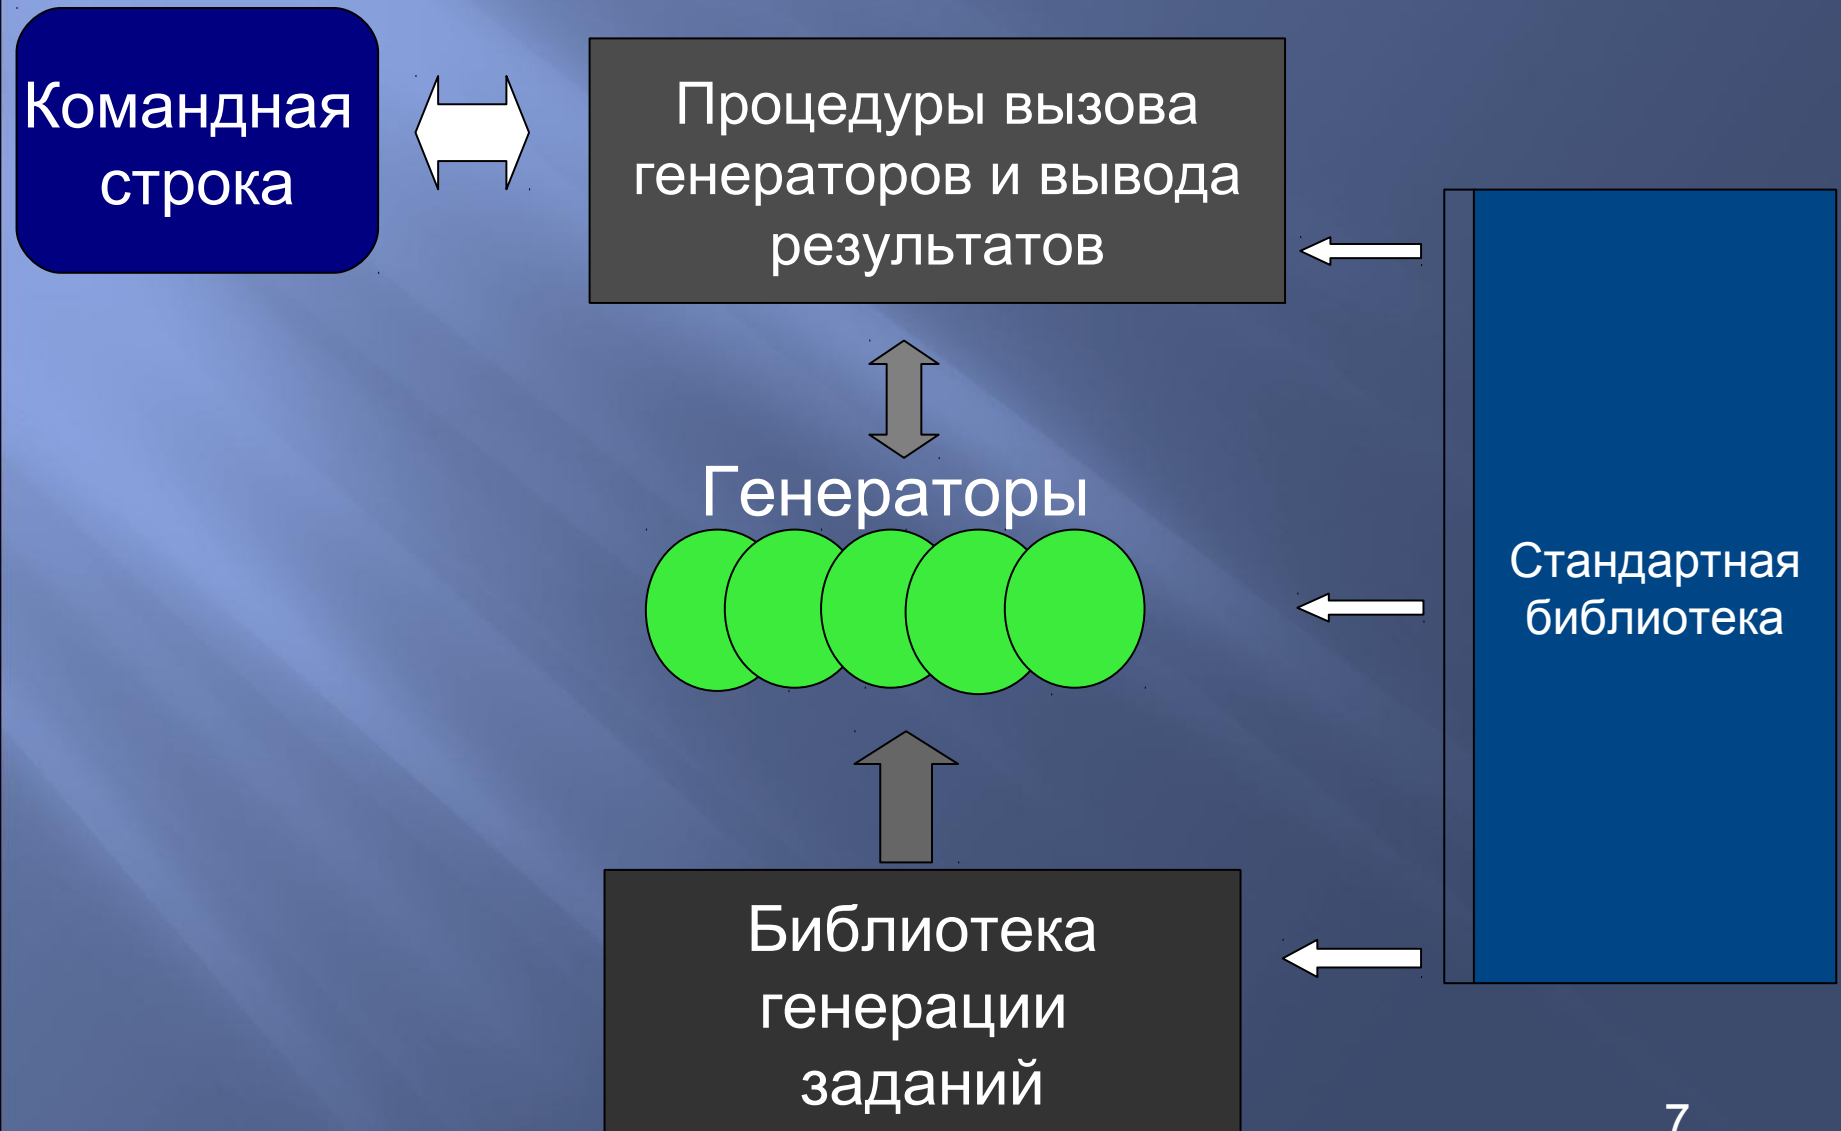 Командная
строка
Процедуры вызова
генераторов и вывода
результатов
Генераторы
Стандартная
библиотека
Библиотека
генерации
заданий
7